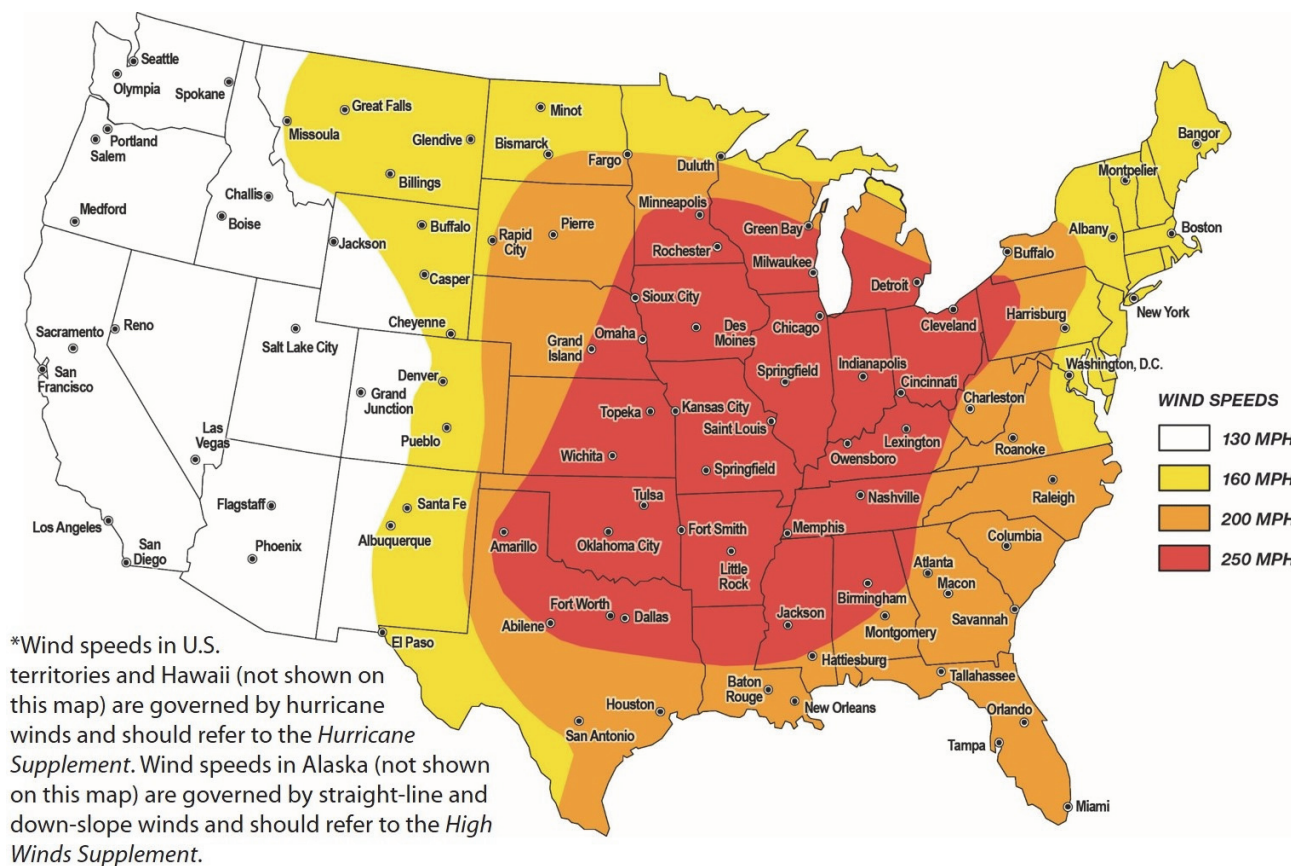 Seattle
Olympia
Spokane
Portland
Salem
Medford
Challis
Boise
Great Falls
Missoula
Glendive
Billings
Jackson
Buffalo
Casper
Cheyenne
Minot
Bismarck
Fargo
Rapid
City
Pierre
Duluth
Minneapolis
Rochester
Green Bay
Milwaukee
Detroit
Buffalo
Albany
Montpelier
Bangor
Boston
New York
Harrisburg
Washington, D.C.
Sacramento
San
Francisco
Reno
Las
Vegas
Los Angeles
San
Diego
Salt Lake City
Grand
Junction
Flagstaff
Phoenix
Denver
Pueblo
Santa Fe
Albuquerque
El Paso
Sioux City
Omaha
Grand
Island
Des
Moines
Chicago
Springfield
Indianapolis
Cleveland
Cincinnati
Charleston
Roanoke
Raleigh
Topeka
Kansas City
Saint Louis
Wichita
Springfield
Owensboro
Lexington
Nashville
Memphis
Tulsa
Oklahoma City
Amarillo
Fort Smith
Little
Rock
Fort Worth
Dallas
Abilene
Jackson
Hattiesburg
Birmingham
Montgomery
Atlanta
Macon
Columbia
Savannah
Tallahassee
Orlando
Tampa
Miami
Baton
Rouge
New Orleans
Houston
San Antonio
WIND SPEEDS
130 MPH
160 MPH
200 MPH
250 MPH
*Wind speeds in U.S.
territories and Hawaii (not shown on
this map) are governed by hurricane
winds and should refer to the Hurricane
Supplement. Wind speeds in Alaska (not shown
on this map) are governed by straight-line and
down-slope winds and should refer to the High
Winds Supplement.